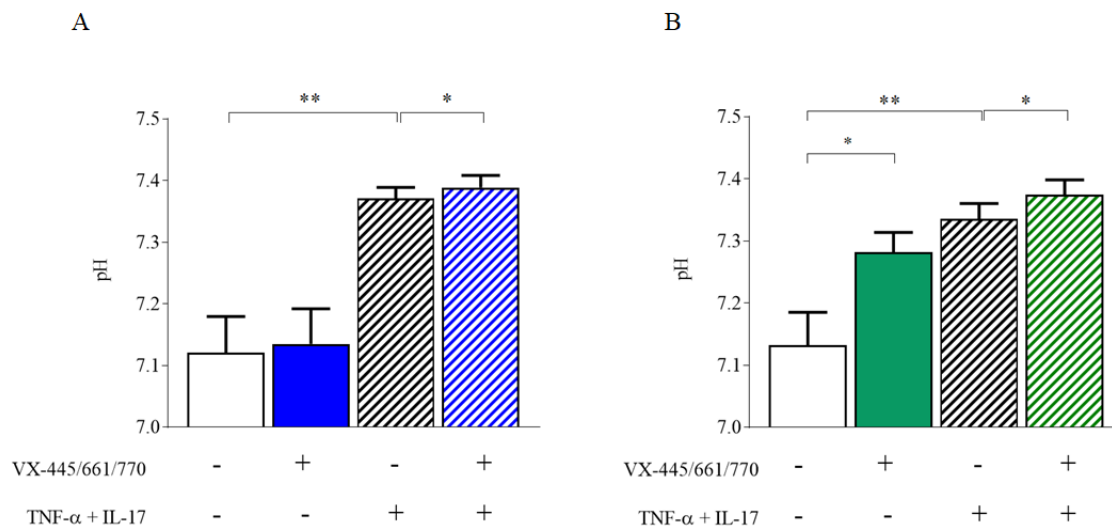 A
B
** *
7.5
7.4
7.3
7.2
7.1
7.0
pH
VX-445/661/770 - + - +
TNF-α + IL-17 - - + +
** *
*
7.5
7.4
7.3
7.2
7.1
7.0
pH
VX-445/661/770 - + - +
TNF-α + IL-17 - - + +